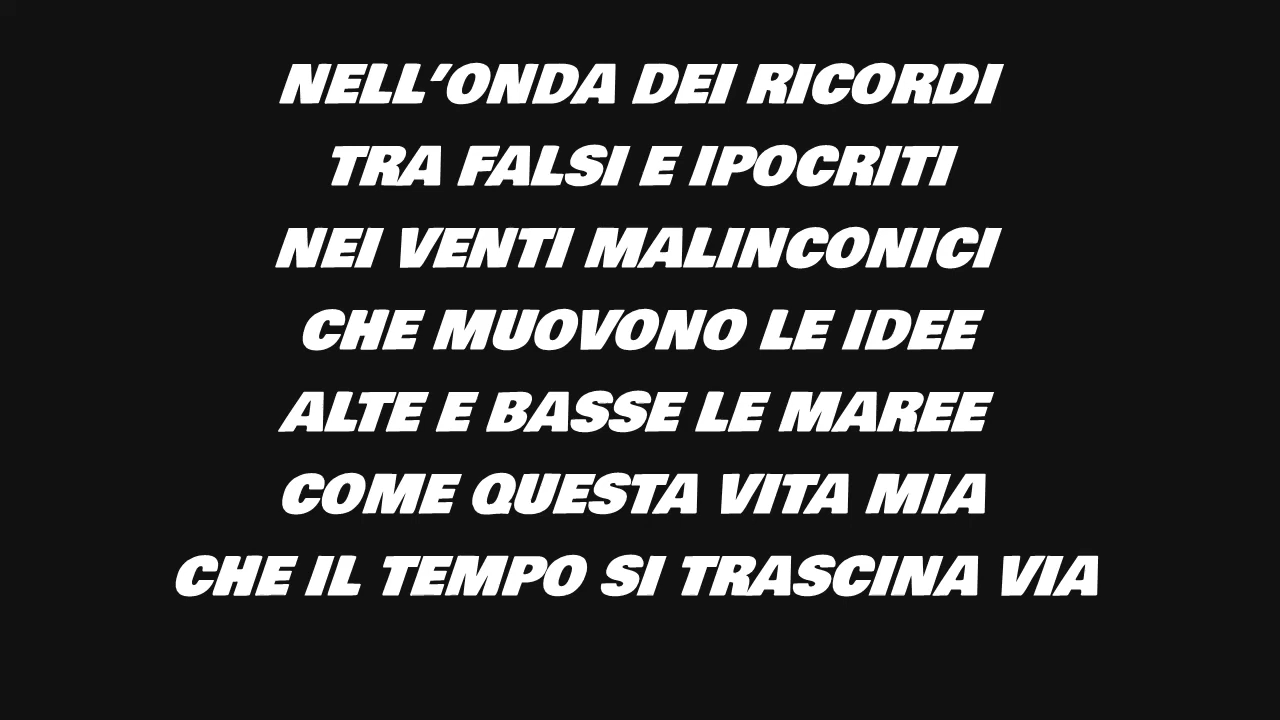 NELL'ONDA DEI RICORDI
TRA FALSI E IPOCRITI
NEI VENTI MALINCONICI
CHE MUOVONO LE IDEE
ALTE E BASSE LE MAREE
COME QUESTA VITA MIA
CHE IL TEMPO SI TRASCINA VIA